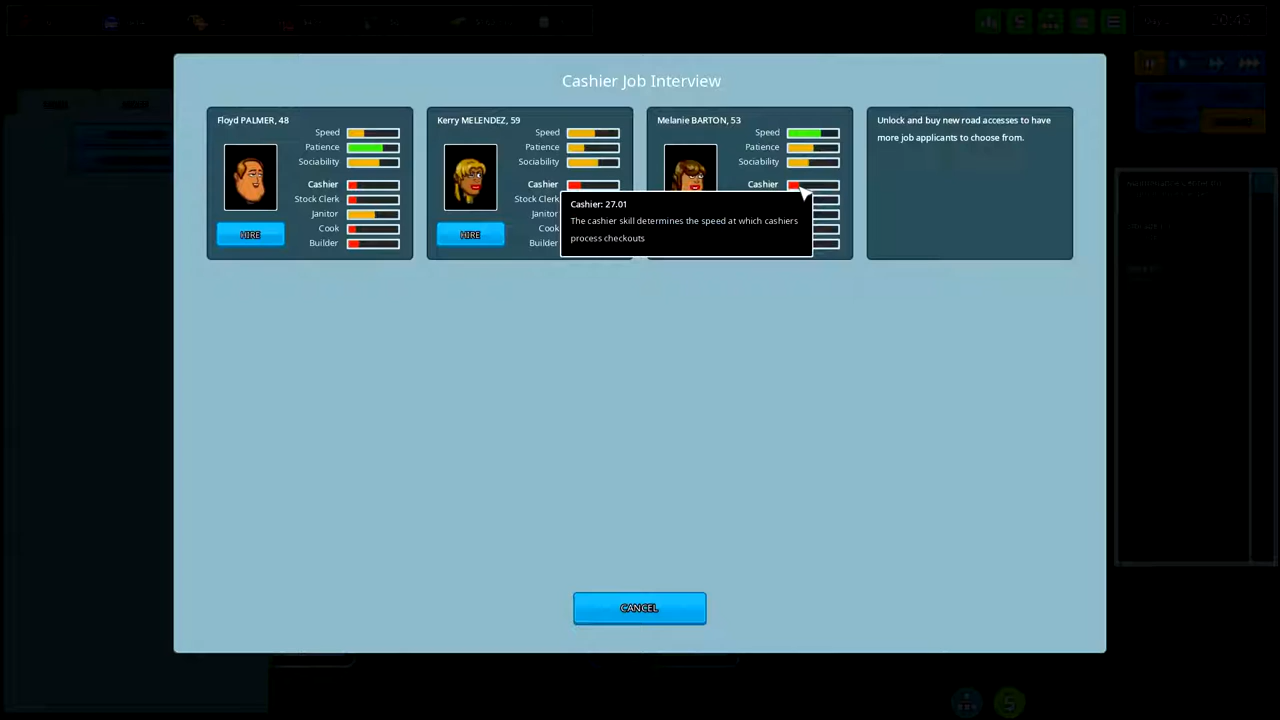 20:45
Cashier Job Interview
Floyd PALMER, 48
Speed
Patience
Sociability
Cashier
Stock Clerk
Janitor
Cook
Builder
HIRE
Kerry MELENDEZ, 59
Speed
Patience
Sociability
Cashier
Stock Clerk
Janitor
Cook
Builder
HIRE
Melanie BARTON, 53
Speed
Patience
Sociability
Cashier
Cashier: 27.01
The cashier skill determines the speed at which cashiers
process checkouts
Unlock and buy new road accesses to have
more job applicants to choose from.
CANCEL